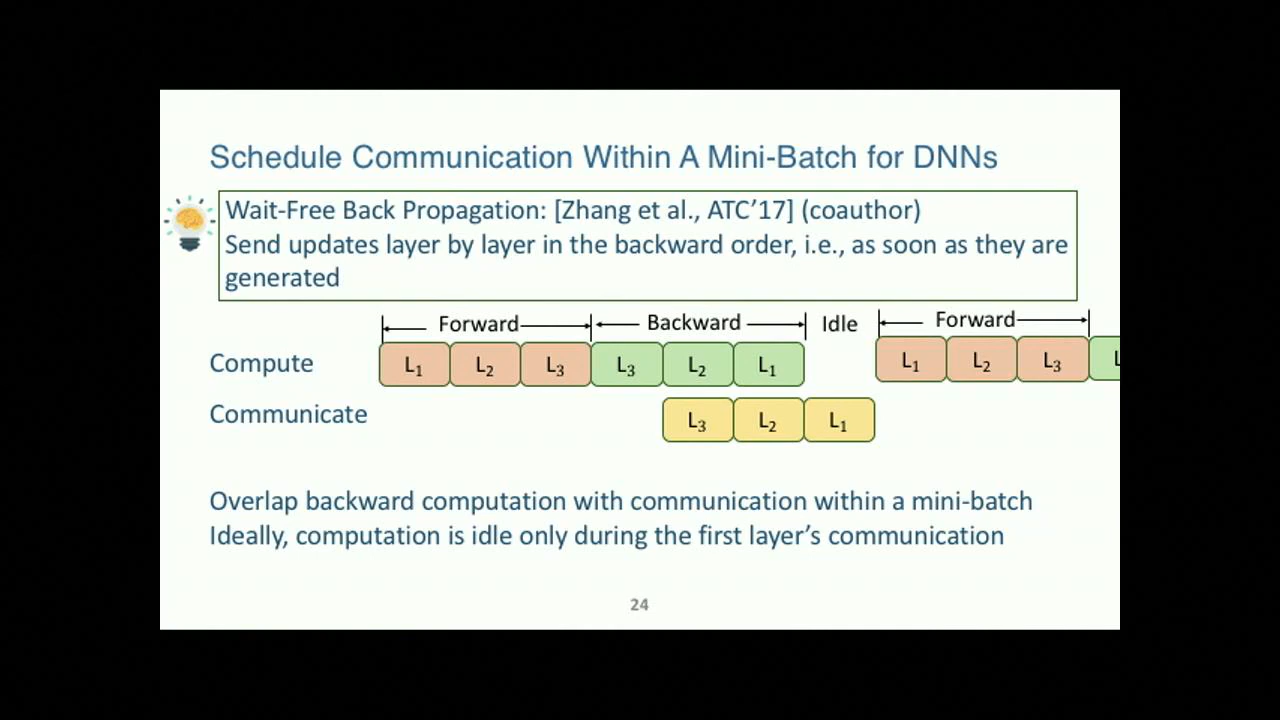 Schedule Communication Within A Mini-Batch for DNNs
Wait-Free Back Propagation: [Zhang et al., ATC’17] (coauthor)
Send updates layer by layer in the backward order, i.e., as soon as they are
generated
Forward Backward Idle Forward
Compute L₁ L₂ L₃ L₃ L₂ L₁ L₁ L₂ L₃ L
Communicate L₃ L₂ L₁
Overlap backward computation with communication within a mini-batch
Ideally, computation is idle only during the first layer’s communication
24